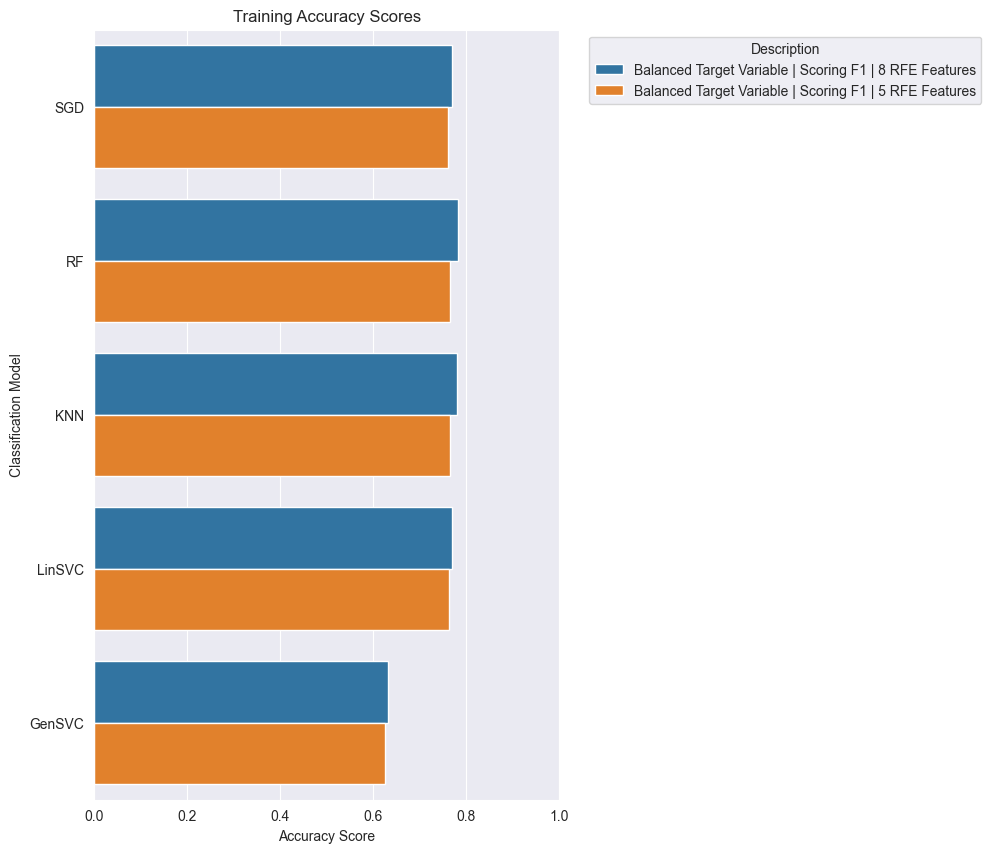 Training Accuracy Scores
Description
Balanced Target Variable | Scoring F1 | 8 RFE Features
Balanced Target Variable | Scoring F1 | 5 RFE Features
Classification Model
SGD
RF
KNN
LinSVC
GenSVC
0.0 0.2 0.4 0.6 0.8 1.0
Accuracy Score